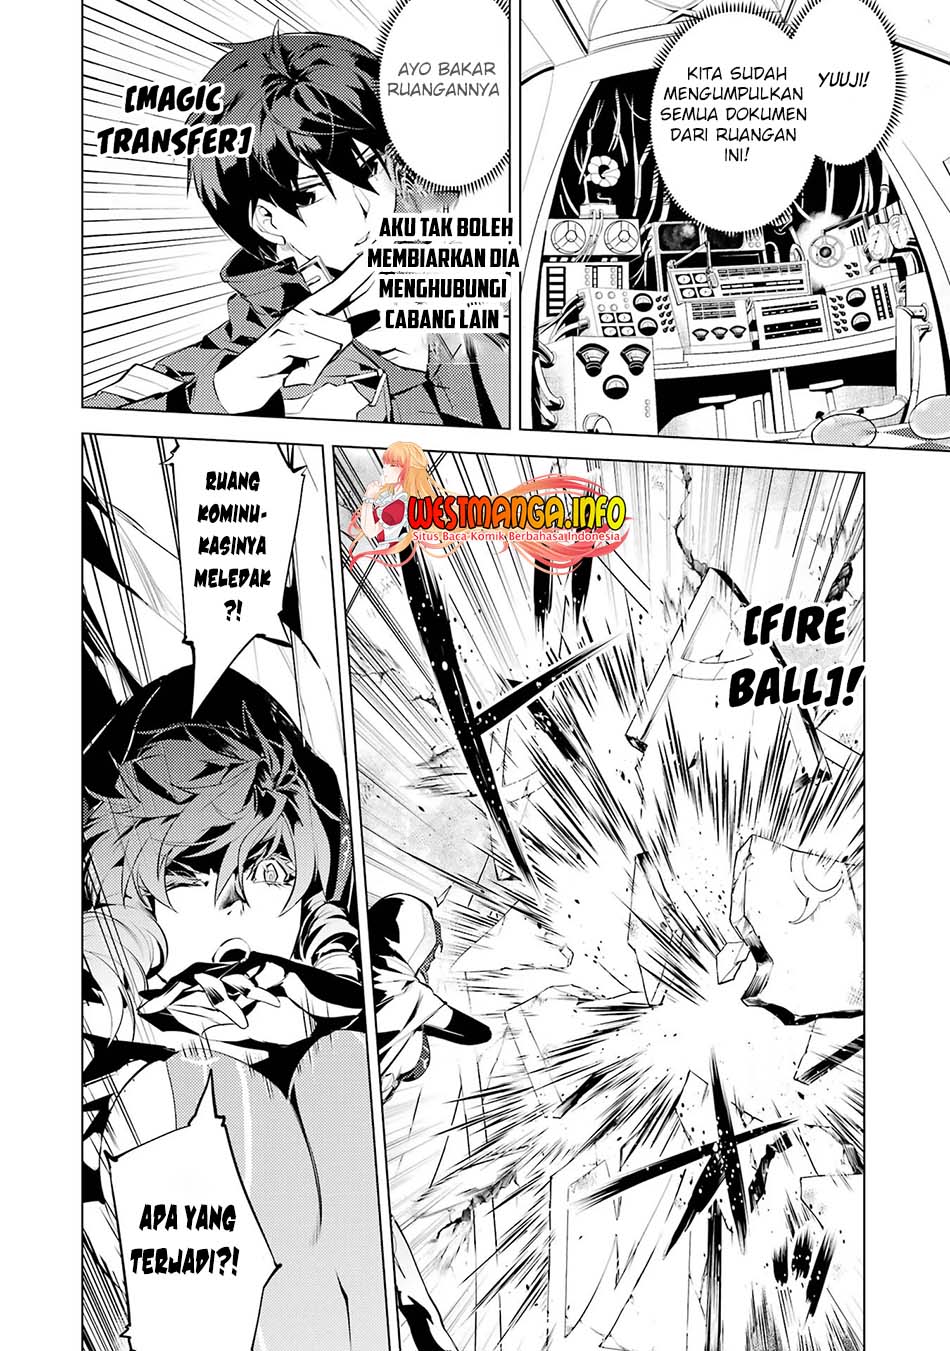 YUUJI!
KITA SUDAH
MENGUMPULKAN
SEMUA DOKUMEN
DARI RUANGAN
INI!
AYO BAKAR
RUANGANNYA
AKU TAK BOLEH
MEMBIARKAN DIA
MENGHUBUNGI
CABANG LAIN
[MAGIC
TRANSFER]
WESTMANGA.INFO
Situs Baca Komik Berbahasa Indonesia
[FIRE
BALL]!
RUANG
KOMINU-
KASINYA
MELEDAK
?!
APA YANG
TERJADI?!